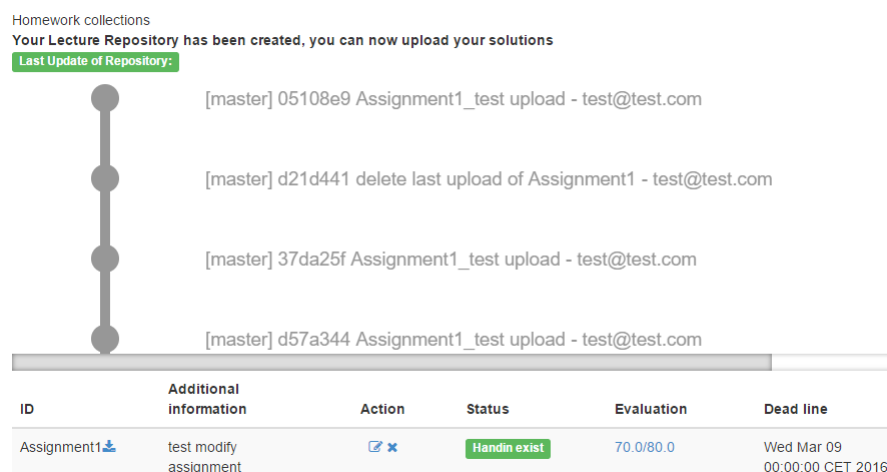 Homework collections
Your Lecture Repository has been created, you can now upload your solutions
Last Update of Repository:
[master] 05108e9 Assignment1_test upload - test@test.com
[master] d21d441 delete last upload of Assignment1 - test@test.com
[master] 37da25f Assignment1_test upload - test@test.com
[master] d57a344 Assignment1_test upload - test@test.com
ID Additional information Action Status Evaluation Dead line
Assignment1 test modify assignment Handin exist 70.0/80.0 Wed Mar 09 00:00:00 CET 2016